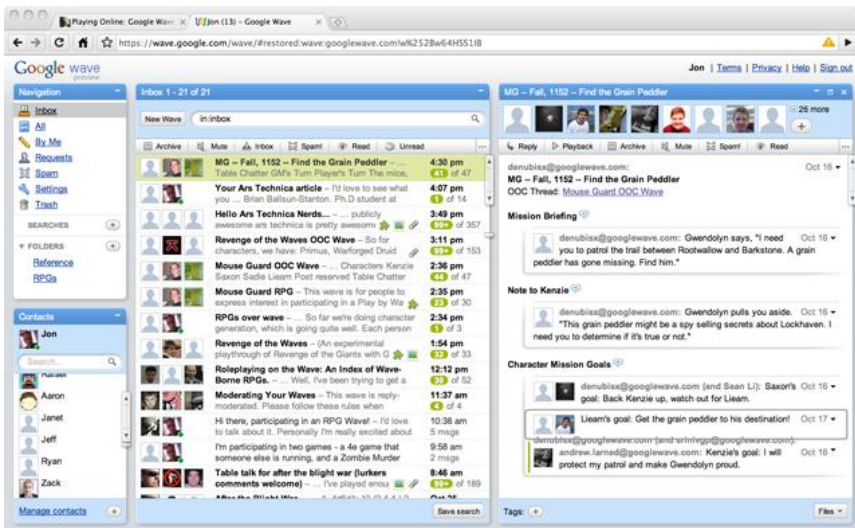 Playing Online: Google Wave
Jon (13) – Google Wave
https://wave.google.com/wave/#restored:wave:googlewave.com!w%252Bw64HSS1IB
Google wave
preview
Jon | Terms | Privacy | Help | Sign out
Navigation
Inbox
All
By Me
Requests
Spam
Settings
Trash
SEARCHES
FOLDERS
Reference
RPGs
Contacts
Jon
Search...
Aaron
Janet
Jeff
Ryan
Zack
Manage contacts
Inbox 1 - 21 of 21
New Wave in:inbox
Archive Mute Inbox Spam! Read Unread
MG – Fall, 1152 – Find the Grain Peddler – ... 4:30 pm
Table Chatter GM's Turn Player's Turn The mice, 41 of 47
Your Ars Technica article – I'd love to see what 4:07 pm
you ... Brian Ballsun-Stanton. Ph.D student at 1 of 14
Hello Ars Technica Nerds... – ... publicly 3:49 pm
awesome ars technica is pretty awesome 99+ of 357
Revenge of the Waves OOC Wave – So for 3:11 pm
characters, we have: Primus, Warforged Druid 99+ of 153
Mouse Guard OOC Wave – ... Characters Kenzie 2:36 pm
Saxon Sadie Lieam Post reserved Table Chatter of 47
Mouse Guard RPG – This wave is for people to 2:35 pm
express interest in participating in a Play by Wa 23 of 30
RPGs over wave – ... So far we're doing character 2:34 pm
generation, which is going quite well. Each person 1 of 3
Revenge of the Waves – (An experimental 1:54 pm
playthrough of Revenge of the Giants with G of 33
Roleplaying on the Wave: An Index of Wave- 12:12 pm
Borne RPGs. – ... Well, I've been trying to get a of 52
Moderating Your Waves – This wave is reply- 11:37 am
moderated. Please follow these rules when 4 of 4
Hi there, participating in an RPG Wave! – I'd love 10:38 am
to talk about it. Personally I'm really excited about 5 msgs
I'm participating in two games - a 4e game that 9:58 am
someone else is running, and a Zombie Murder 2 msgs
Table talk for after the blight war (lurkers 8:46 am
comments welcome) – ... I've played enoug 99+ of 189
After the Blight War
Save search
MG – Fall, 1152 – Find the Grain Peddler
26 more
Reply Playback Archive Mute Spam! Read
denubisx@googlewave.com: Oct 16
MG – Fall, 1152 – Find the Grain Peddler
OOC Thread: Mouse Guard OOC Wave
Mission Briefing
denubisx@googlewave.com: Gwendolyn says, "I need Oct 16
you to patrol the trail between Rootwallow and Barkstone. A grain
peddler has gone missing. Find him."
Note to Kenzie
denubisx@googlewave.com: Gwendolyn pulls you aside. Oct 16
"This grain peddler might be a spy selling secrets about Lockhaven. I
need you to determine if it's true or not."
Character Mission Goals
denubisx@googlewave.com (and Sean Li): Saxon's Oct 16
goal: Back Kenzie up, watch out for Lieam.
Lieam's goal: Get the grain peddler to his destination! Oct 17
andrew.larned@googlewave.com: Kenzie's goal: I will Oct 16
protect my patrol and make Gwendolyn proud.
Tags:
Files